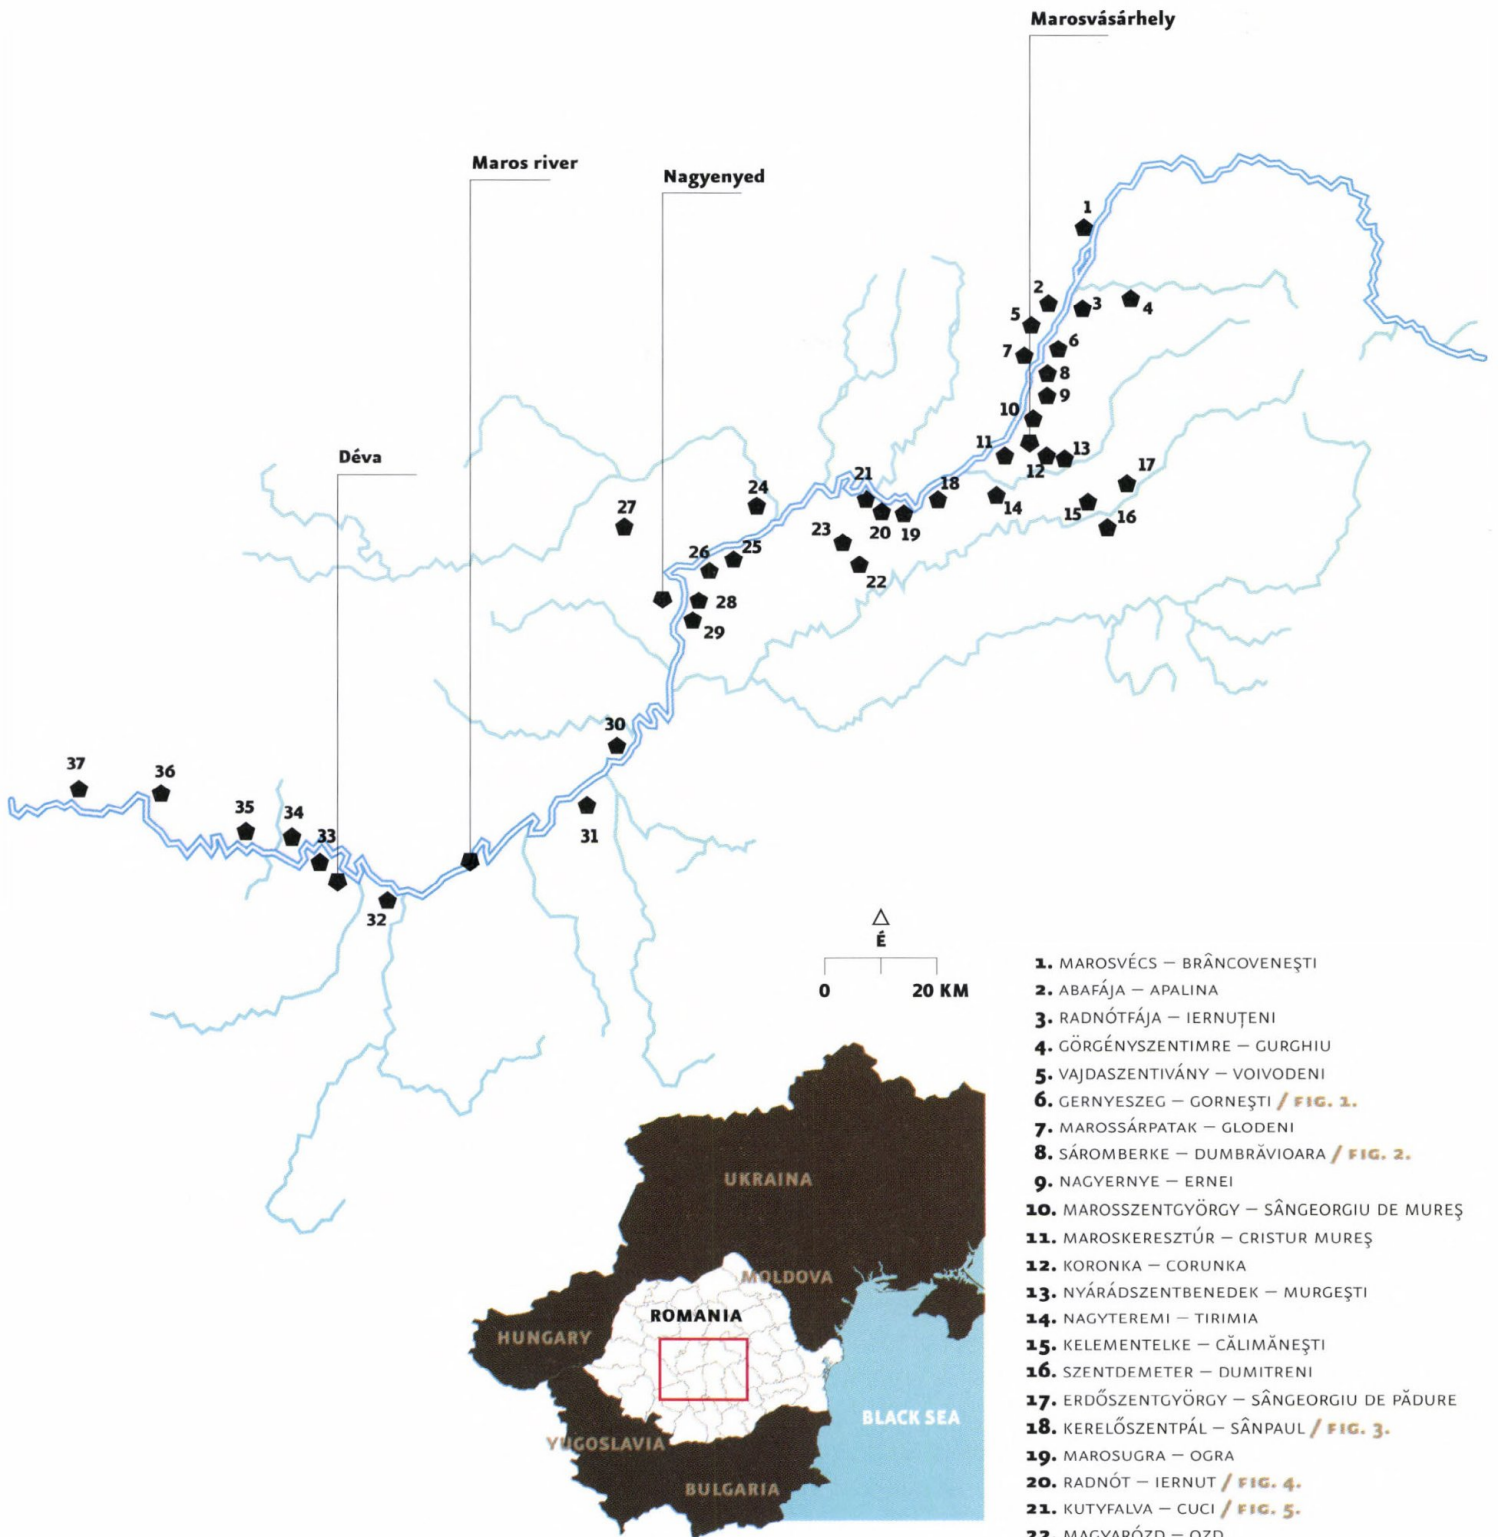 Marosvásárhely
Maros river
Nagyenyed
1
2
3
4
5
6
7
8
9
10
Déva
11
12
13
17
21
18
24
14
15
16
27
23
20
19
26
25
22
28
29
30
37
36
35
34
33
31
32
É
0 20 KM
1. MAROSVÉCS – BRÂNCOVENEŞTI
2. ABAFÁJA – APALINA
3. RADNÓTFÁJA – IERNUŢENI
4. GÖRGÉNYSZENTIMRE – GURGHIU
5. VAJDASZENTIVÁNY – VOIVODENI
6. GERNYESZEG – GORNEŞTI / FIG. 1.
7. MAROSSÁRPATAK – GLODENI
8. SÁROMBERKE – DUMBRĂVIOARA / FIG. 2.
9. NAGYERNYE – ERNEI
10. MAROSSZENTGYÖRGY – SÂNGEORGIU DE MUREŞ
11. MAROSKERESZTÚR – CRISTUR MUREŞ
12. KORONKA – CORUNKA
13. NYÁRÁDSZENTBENEDEK – MURGEŞTI
14. NAGYTEREMI – TIRIMIA
15. KELEMENTELKE – CĂLIMĂNEŞTI
16. SZENTDEMETER – DUMITRENI
17. ERDŐSZENTGYÖRGY – SÂNGEORGIU DE PĂDURE
18. KERELŐSZENTPÁL – SÂNPAUL / FIG. 3.
19. MAROSUGRA – OGRA
20. RADNÓT – IERNUT / FIG. 4.
21. KUTYFALVA – CUCI / FIG. 5.
22. MAGYARÓZD – OZD
UKRAINA
MOLDOVA
ROMANIA
HUNGARY
BLACK SEA
YUGOSLAVIA
BULGARIA